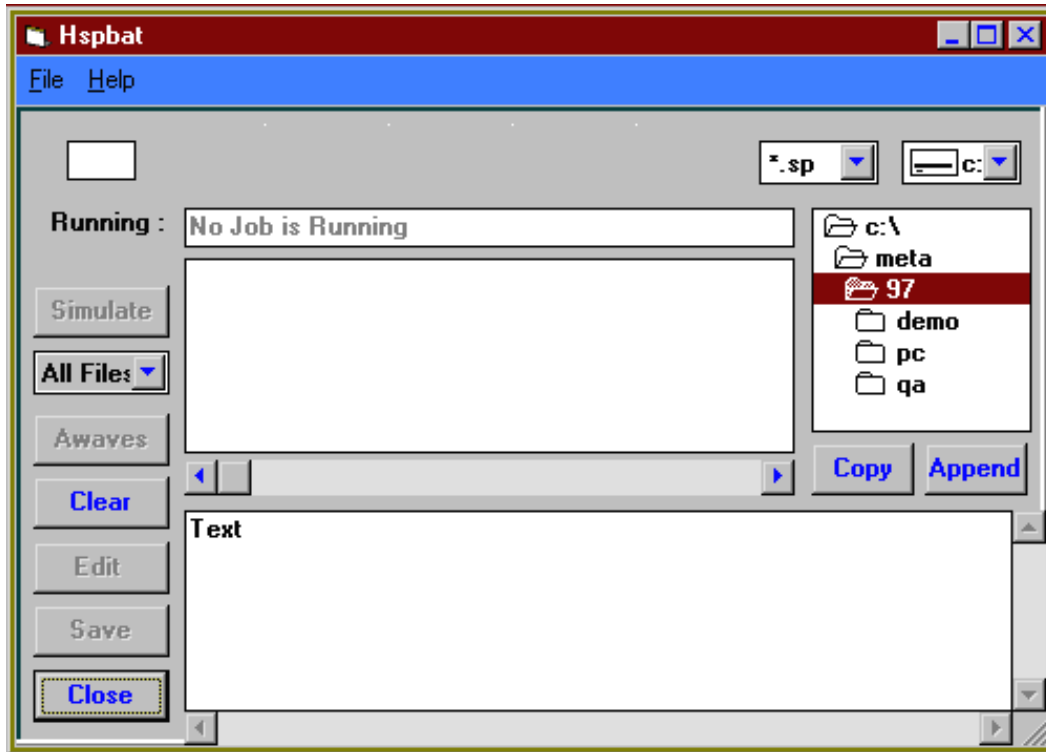 Hspbat
File Help
*.sp
c:
Running :
No Job is Running
c:\
meta
97
demo
pc
qa
Simulate
All Files
Awaves
Clear
Edit
Save
Close
Copy
Append
Text